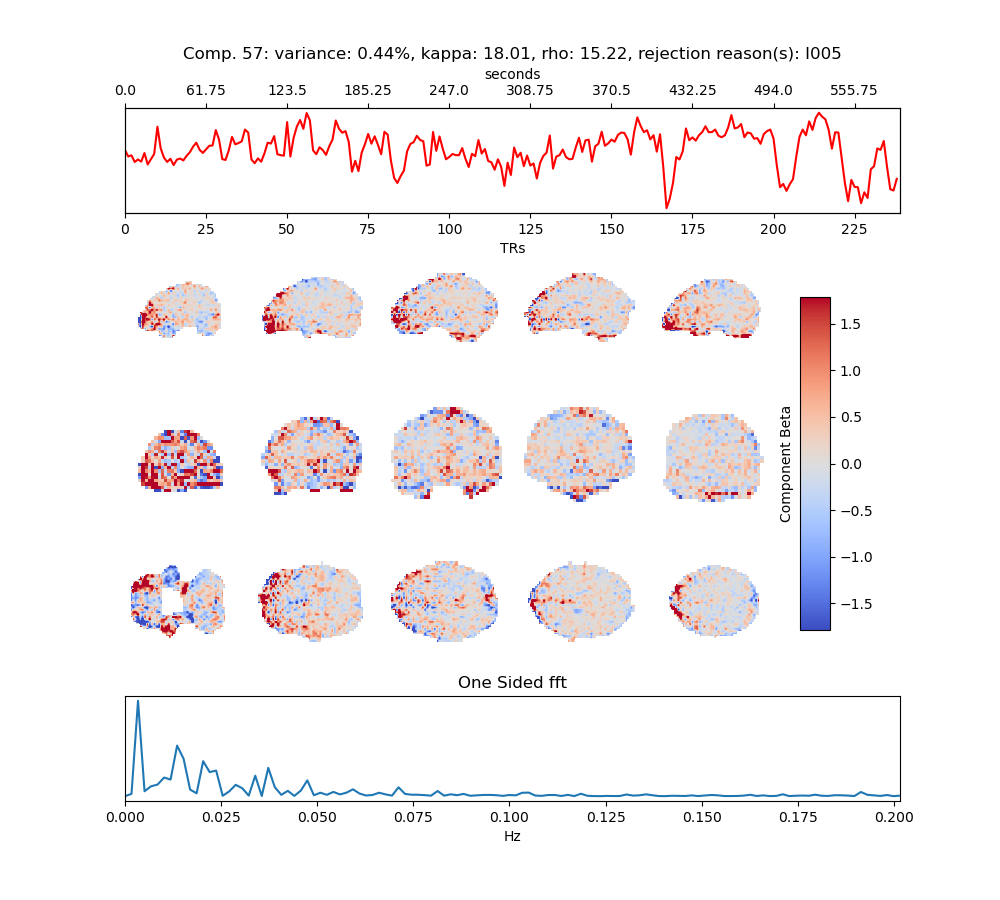 Comp. 57: variance: 0.44%, kappa: 18.01, rho: 15.22, rejection reason(s): I005
seconds
0.0 61.75 123.5 185.25 247.0 308.75 370.5 432.25 494.0 555.75
0 25 50 75 100 125 150 175 200 225
TRs
1.5
1.0
0.5
0.0
−0.5
−1.0
−1.5
Component Beta
One Sided fft
0.000 0.025 0.050 0.075 0.100 0.125 0.150 0.175 0.200
Hz